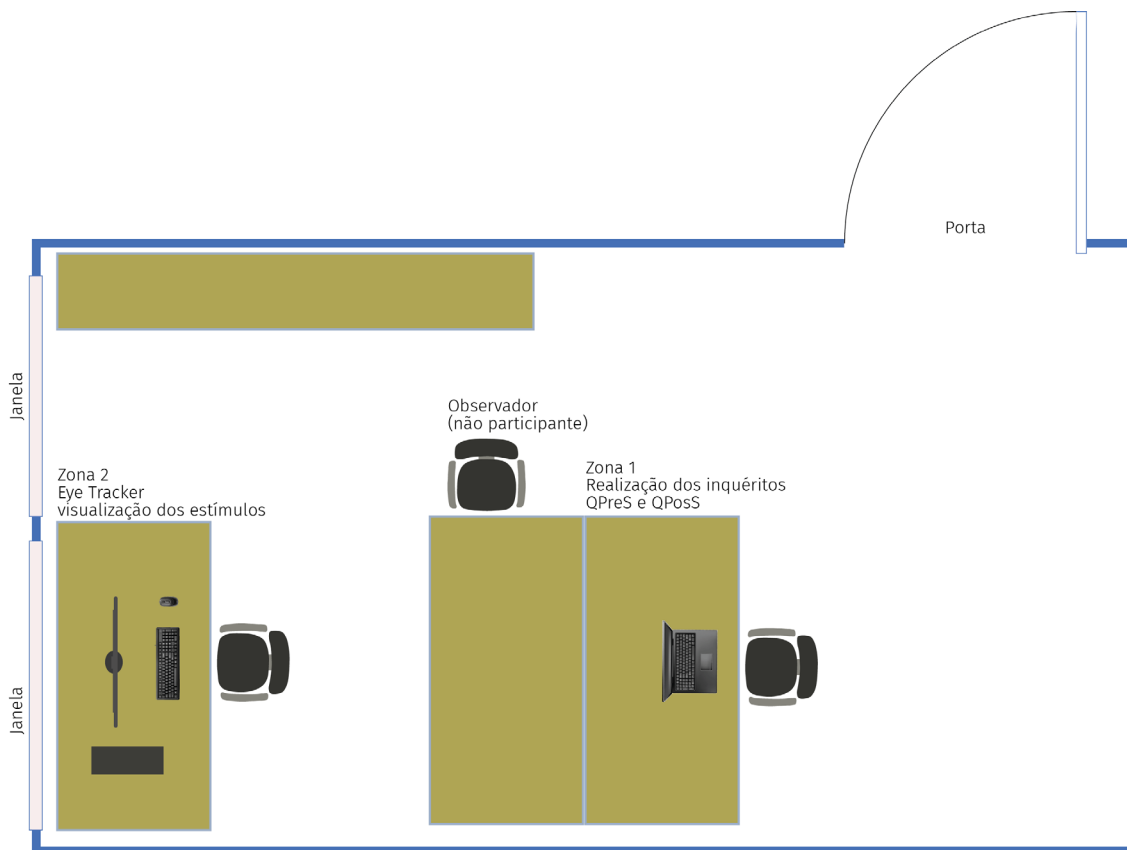 Porta
Janela
Observador
(não participante)
Zona 2
Eye Tracker
visualização dos estímulos
Zona 1
Realização dos inquéritos
QPreS e QPosS
Janela